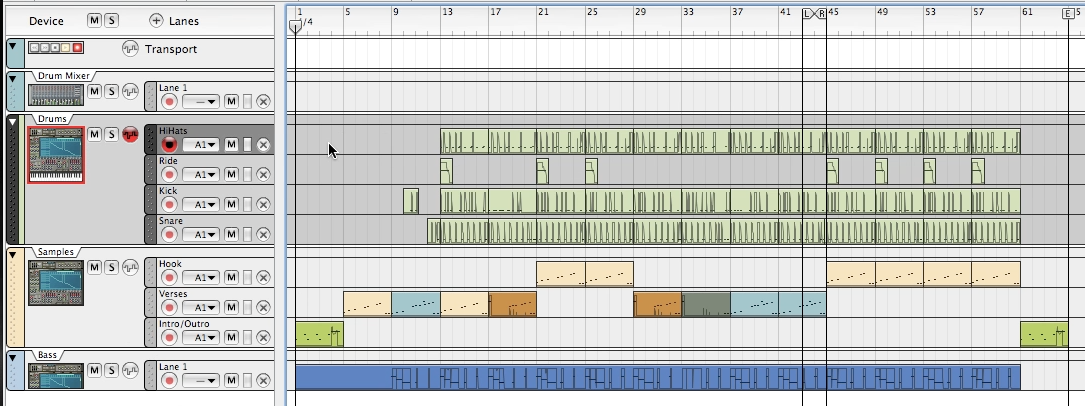 Device M S + Lanes
1 5 9 13 17 21 25 29 33 37 41 L R 45 49 53 57 61 E 5
1/4
Transport
Drum Mixer
M S Lane 1
— M
Drums
M S HiHats
A1 M
Ride
A1 M
Kick
A1 M
Snare
A1 M
Samples
M S Hook
A1 M
Verses
A1 M
Intro/Outro
A1 M
Bass
M S Lane 1
— M